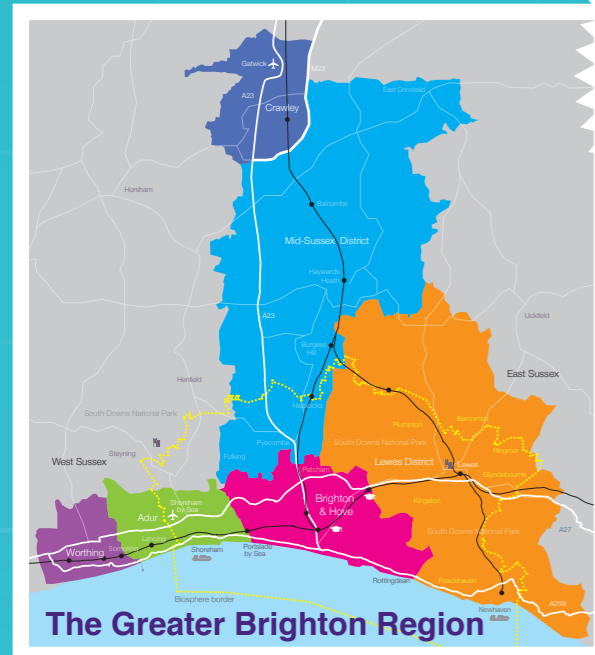 Gatwick
M23
A23
Crawley
East Grinstead
Horsham
Balcombe
Mid-Sussex District
Haywards
Heath
A23
Uckfield
Burgess
Hill
East Sussex
Henfield
Hassocks
South Downs National Park
Barcombe
Plumpton
Pyecombe
South Downs National Park
Steyning
Ringmer
Fulking
West Sussex
Patcham
Lewes District
Lewes
Glyndebourne
Brighton
& Hove
Kingston
Shoreham
by Sea
Adur
South Downs National Park
A27
Lancing
Sompting
Worthing
Shoreham
Portslade
by Sea
Rottingdean
Peacehaven
Biosphere border
A259
Newhaven
The Greater Brighton Region